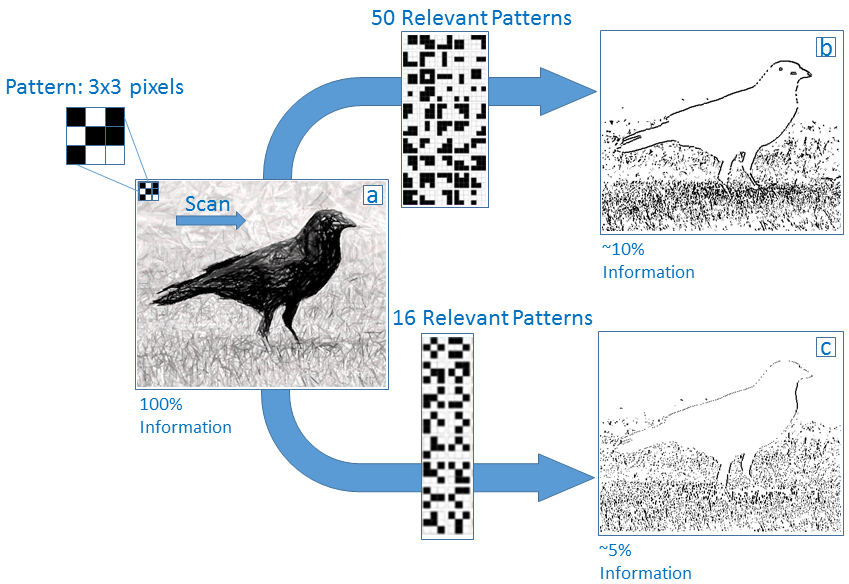 50 Relevant Patterns
b
Pattern: 3x3 pixels
a
Scan
~10%
Information
16 Relevant Patterns
c
100%
Information
~5%
Information